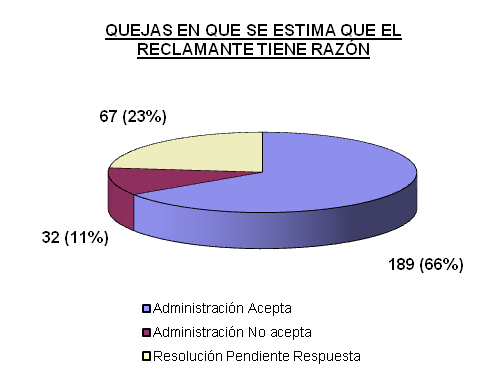 QUEJAS EN QUE SE ESTIMA QUE EL
RECLAMANTE TIENE RAZÓN
67 (23%)
32 (11%)
189 (66%)
Administración Acepta
Administración No acepta
Resolución Pendiente Respuesta